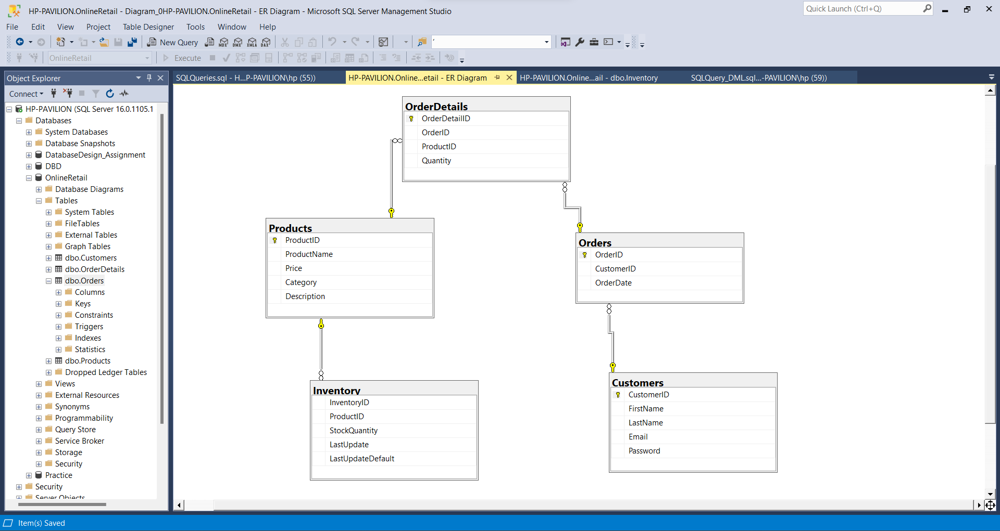 HP-PAVILION.OnlineRetail - Diagram_0HP-PAVILION.OnlineRetail - ER Diagram - Microsoft SQL Server Management Studio
Quick Launch (Ctrl+Q)
File Edit View Project Table Designer Tools Window Help
New Query MDX DMX XMLA DAX
OnlineRetail Execute
Object Explorer
Connect
HP-PAVILION (SQL Server 16.0.1105.1
Databases
System Databases
Database Snapshots
DatabaseDesign_Assignment
DBD
OnlineRetail
Database Diagrams
Tables
System Tables
FileTables
External Tables
Graph Tables
dbo.Customers
dbo.OrderDetails
dbo.Orders
Columns
Keys
Constraints
Triggers
Indexes
Statistics
dbo.Products
Dropped Ledger Tables
Views
External Resources
Synonyms
Programmability
Query Store
Service Broker
Storage
Security
Practice
Security
Server Objects
SQLQueries.sql - H...P-PAVILION\hp (55))
HP-PAVILION.Online...etail - ER Diagram
HP-PAVILION.Online...ail - dbo.Inventory
SQLQuery_DML.sql...-PAVILION\hp (59))
OrderDetails
OrderDetailID
OrderID
ProductID
Quantity
Products
ProductID
ProductName
Price
Category
Description
Orders
OrderID
CustomerID
OrderDate
Inventory
InventoryID
ProductID
StockQuantity
LastUpdate
LastUpdateDefault
Customers
CustomerID
FirstName
LastName
Email
Password
Item(s) Saved